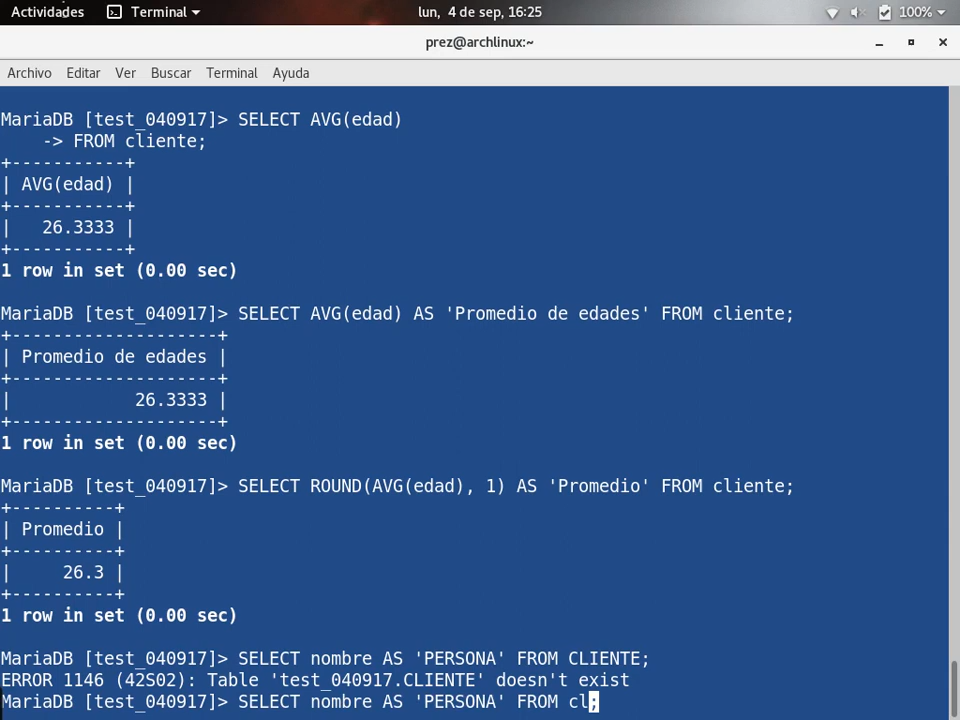 Actividades Terminal lun, 4 de sep, 16:25 100%
prez@archlinux:~
Archivo Editar Ver Buscar Terminal Ayuda
MariaDB [test_040917]> SELECT AVG(edad)
    -> FROM cliente;
+-----------+
| AVG(edad) |
+-----------+
|   26.3333 |
+-----------+
1 row in set (0.00 sec)
MariaDB [test_040917]> SELECT AVG(edad) AS 'Promedio de edades' FROM cliente;
+--------------------+
| Promedio de edades |
+--------------------+
|            26.3333 |
+--------------------+
1 row in set (0.00 sec)
MariaDB [test_040917]> SELECT ROUND(AVG(edad), 1) AS 'Promedio' FROM cliente;
+----------+
| Promedio |
+----------+
|     26.3 |
+----------+
1 row in set (0.00 sec)
MariaDB [test_040917]> SELECT nombre AS 'PERSONA' FROM CLIENTE;
ERROR 1146 (42S02): Table 'test_040917.CLIENTE' doesn't exist
MariaDB [test_040917]> SELECT nombre AS 'PERSONA' FROM cl;